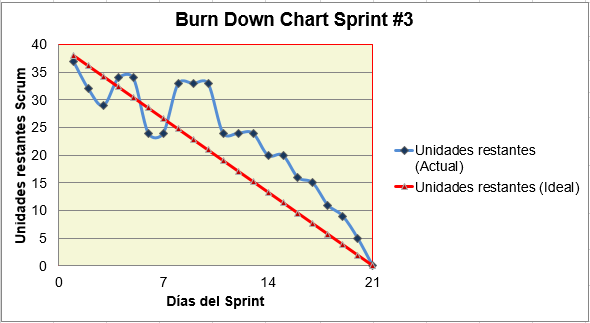 Burn Down Chart Sprint #3
Unidades restantes Scrum
40
35
30
25
20
15
10
5
0
0 7 14 21
Días del Sprint
Unidades restantes
(Actual)
Unidades restantes (Ideal)